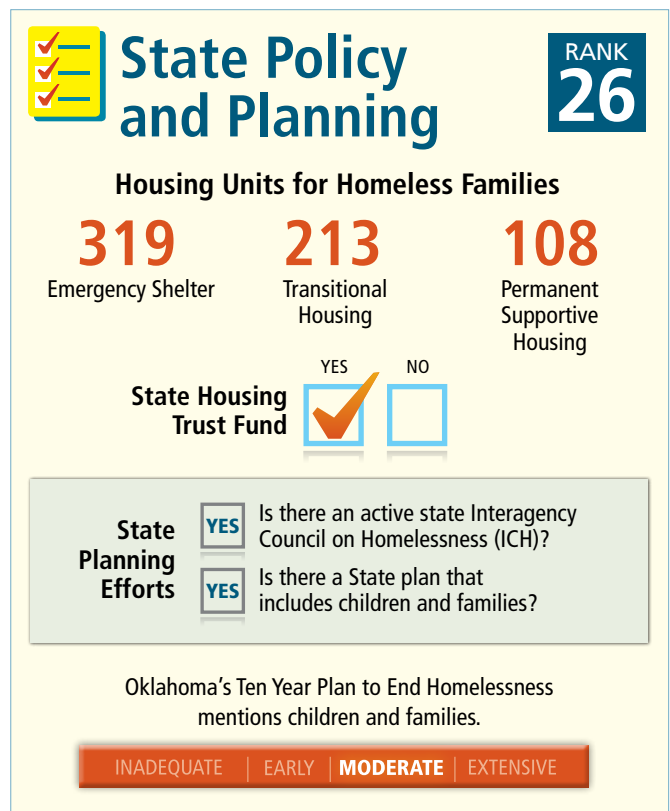 State Policy
and Planning
RANK
26
Housing Units for Homeless Families
319
Emergency Shelter
213
Transitional
Housing
108
Permanent
Supportive
Housing
State Housing
Trust Fund
YES
NO
State
Planning
Efforts
YES
Is there an active state Interagency
Council on Homelessness (ICH)?
YES
Is there a State plan that
includes children and families?
Oklahoma’s Ten Year Plan to End Homelessness
mentions children and families.
INADEQUATE | EARLY | MODERATE | EXTENSIVE